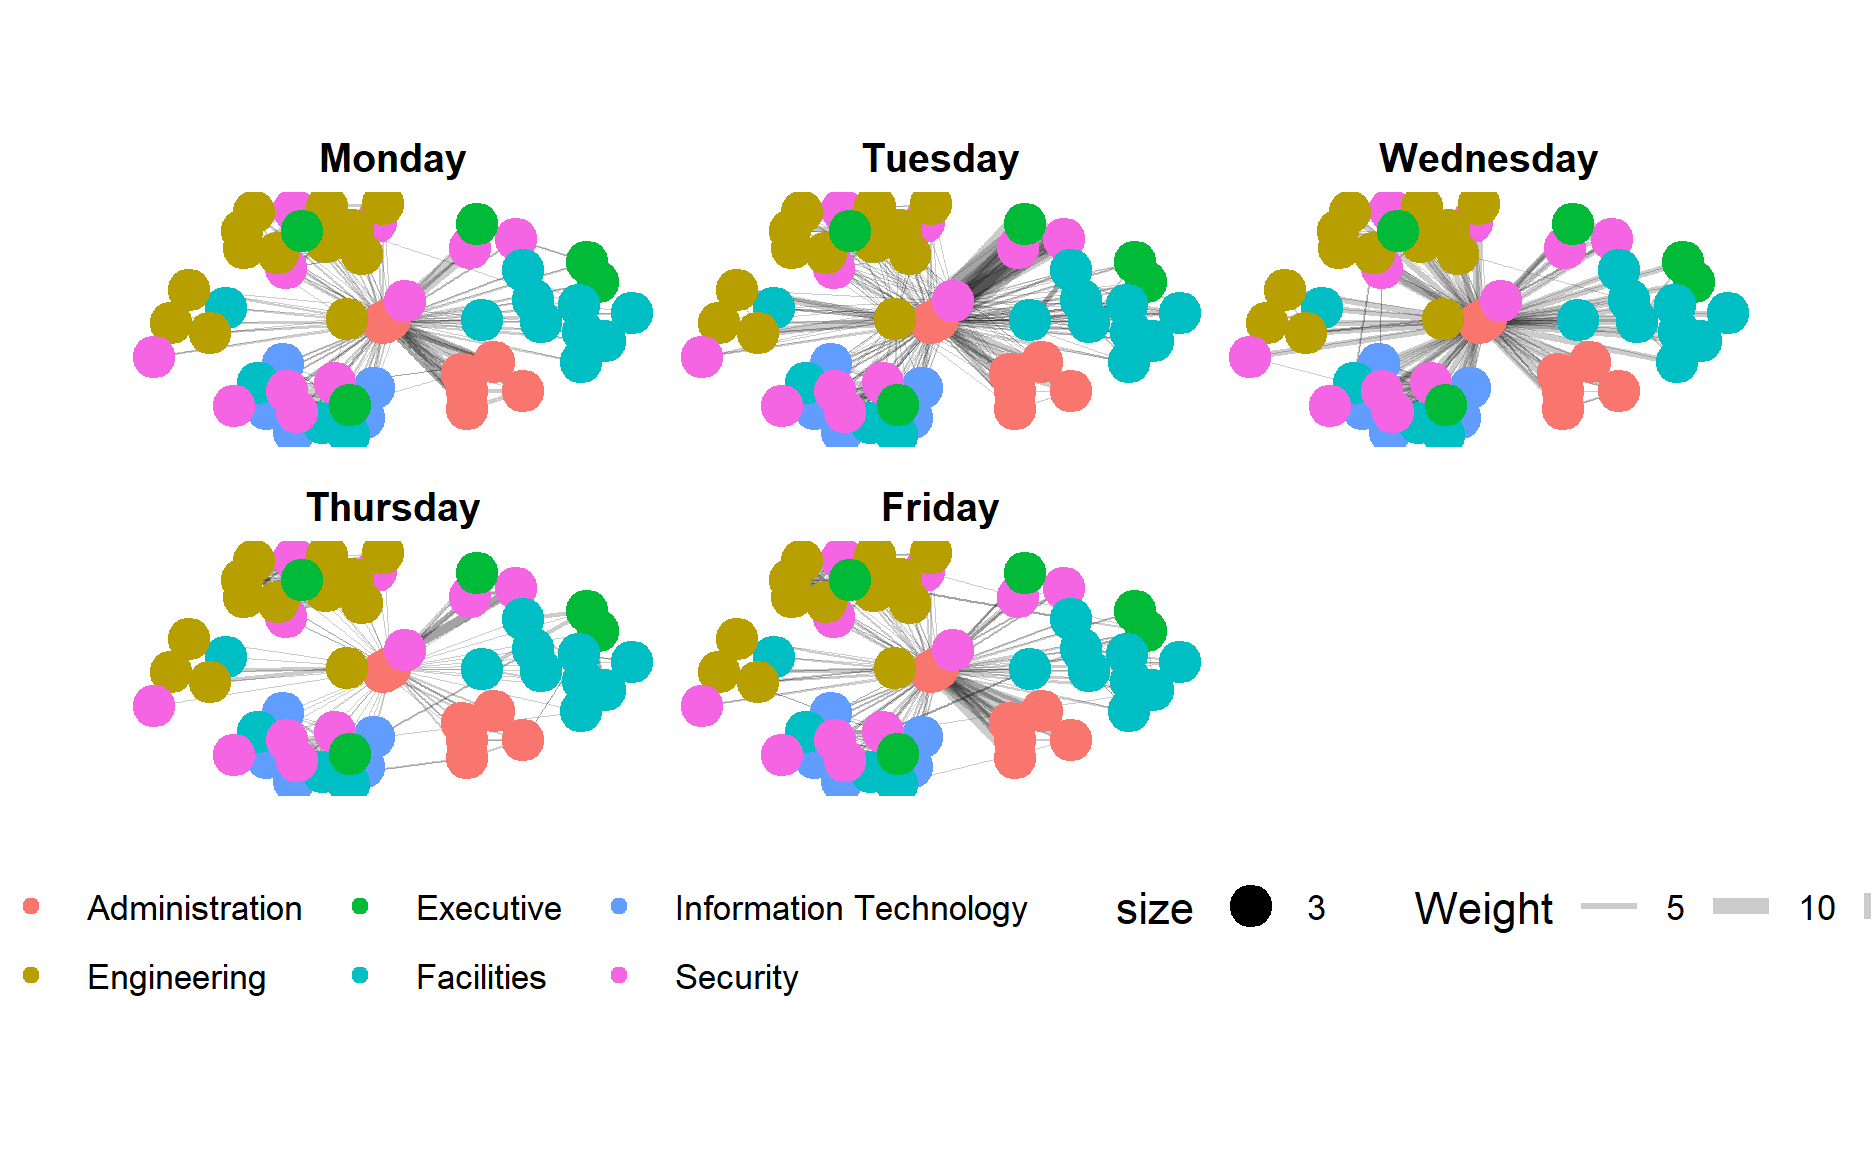 Monday
Tuesday
Wednesday
Thursday
Friday
Administration
Executive
Information Technology
size
3
Weight
5
10
Engineering
Facilities
Security